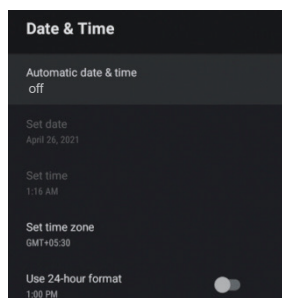 Date & Time
Automatic date & time
off
Set date
April 26, 2021
Set time
1:16 AM
Set time zone
GMT+05:30
Use 24-hour format
1:00 PM